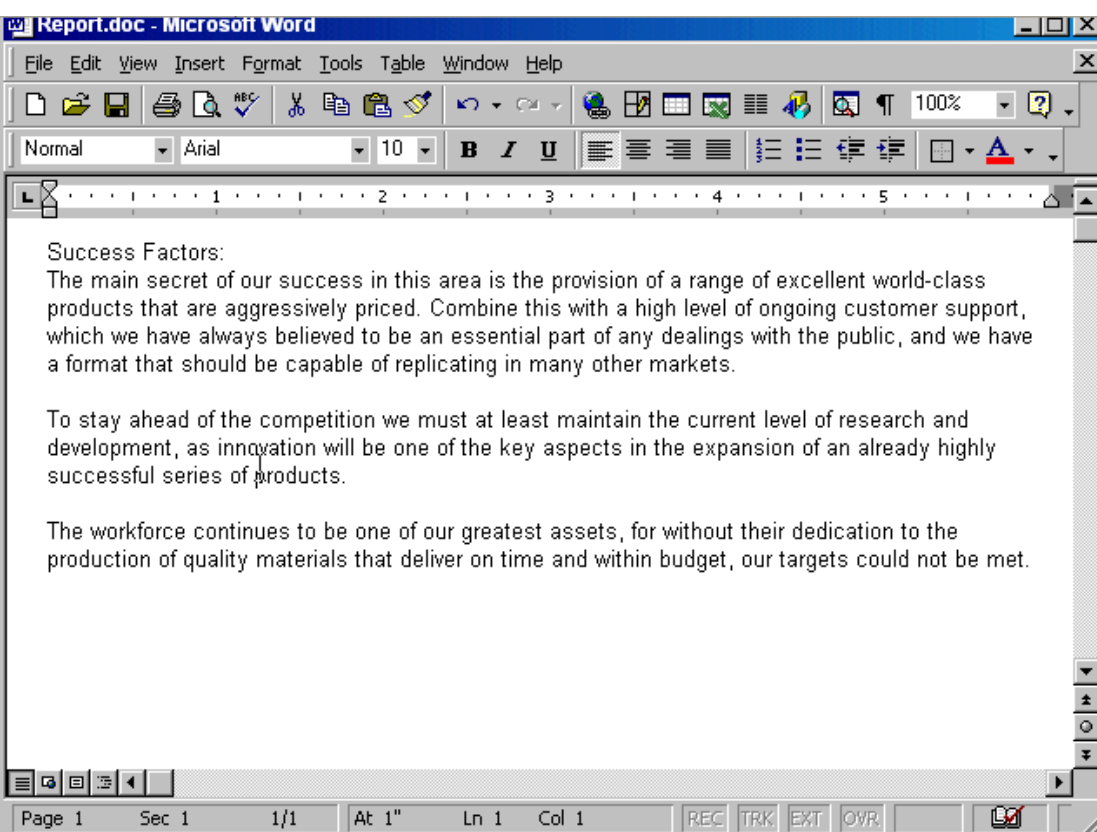 Report.doc - Microsoft Word
File Edit View Insert Format Tools Table Window Help
ABC 100%
Normal Arial 10 B I U A
1 2 3 4 5
Success Factors:
The main secret of our success in this area is the provision of a range of excellent world-class
products that are aggressively priced. Combine this with a high level of ongoing customer support,
which we have always believed to be an essential part of any dealings with the public, and we have
a format that should be capable of replicating in many other markets.
To stay ahead of the competition we must at least maintain the current level of research and
development, as innovation will be one of the key aspects in the expansion of an already highly
successful series of products.
The workforce continues to be one of our greatest assets, for without their dedication to the
production of quality materials that deliver on time and within budget, our targets could not be met.
Page 1 Sec 1 1/1 At 1" Ln 1 Col 1 REC TRK EXT OVR